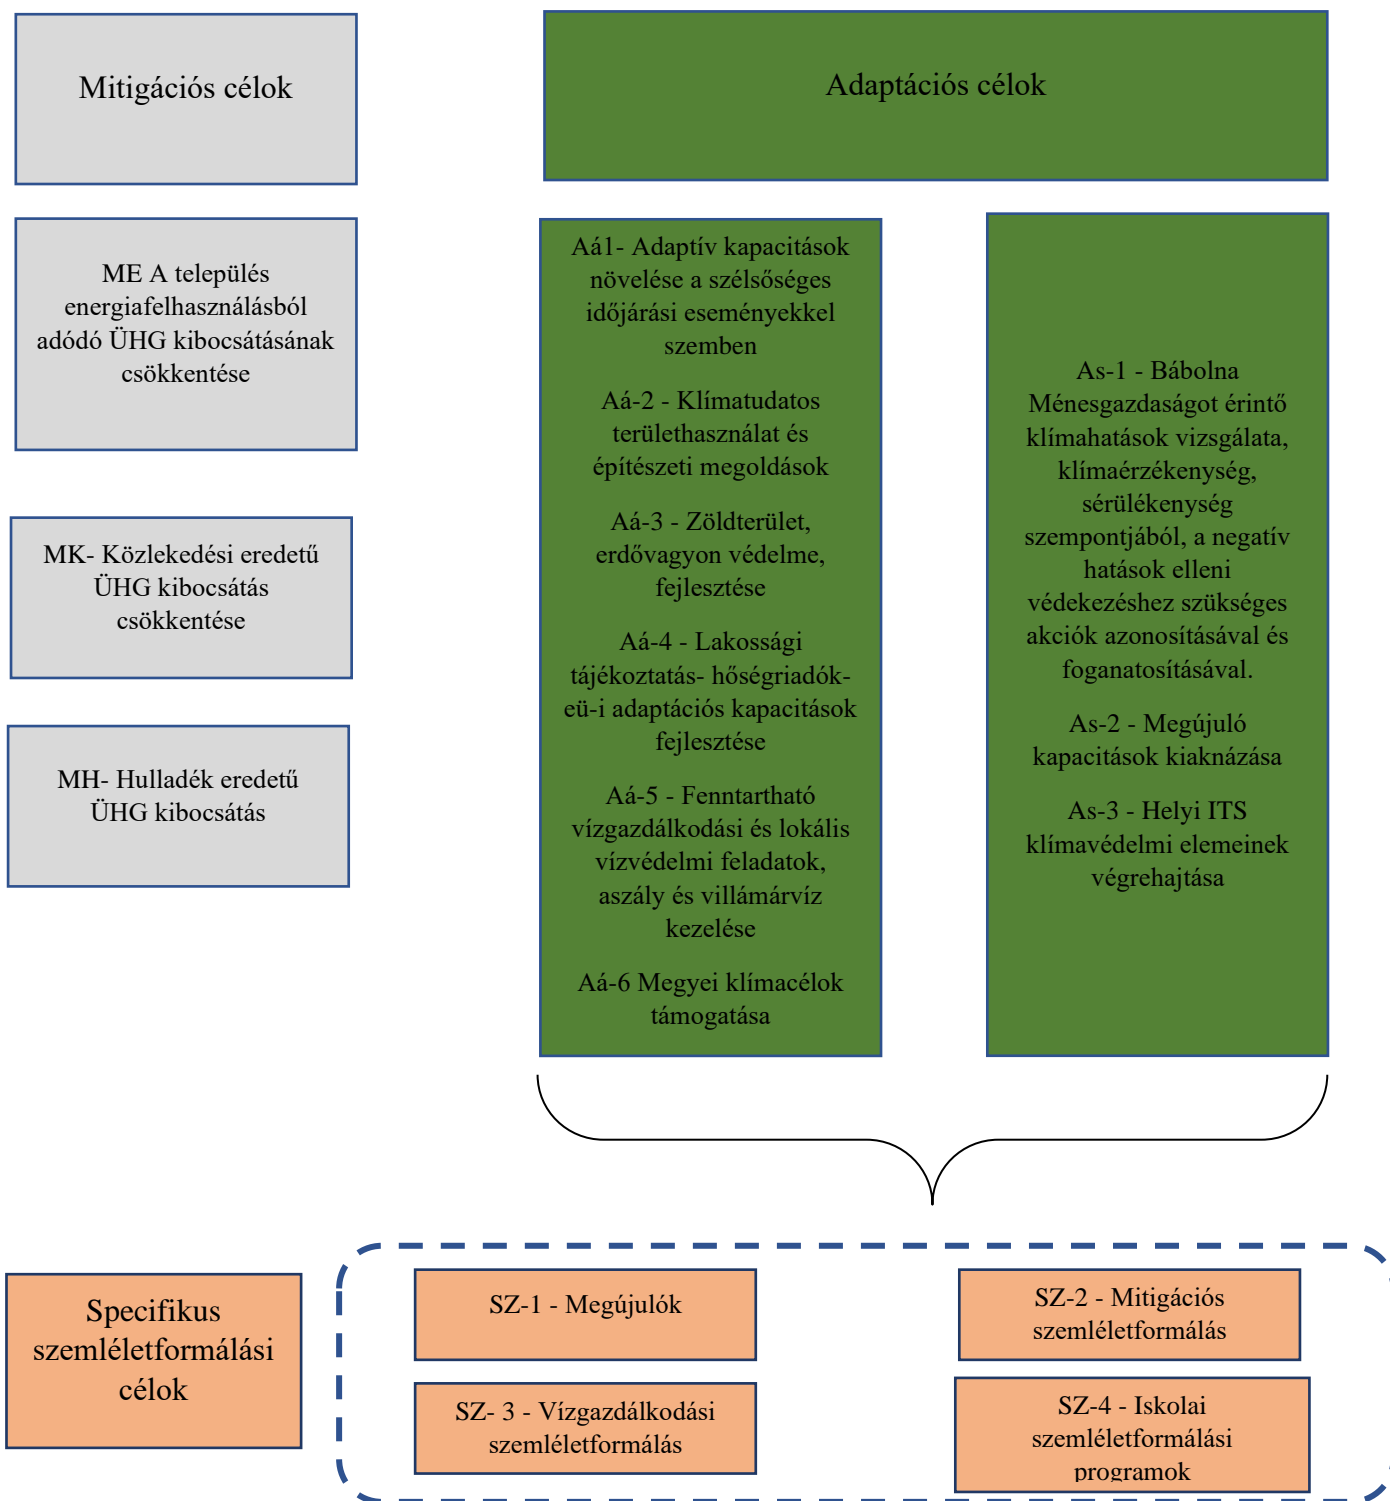 Mitigációs célok
Adaptációs célok
ME A település
energiafelhasználásból
adódó ÜHG kibocsátásának
csökkentése
MK- Közlekedési eredetű
ÜHG kibocsátás
csökkentése
MH- Hulladék eredetű
ÜHG kibocsátás
Aá1- Adaptív kapacitások
növelése a szélsőséges
időjárási eseményekkel
szemben
Aá-2 - Klímatudatos
területhasználat és
építészeti megoldások
Aá-3 - Zöldterület,
erdővagyon védelme,
fejlesztése
Aá-4 - Lakossági
tájékoztatás- hőségriadók-
eü-i adaptációs kapacitások
fejlesztése
Aá-5 - Fenntartható
vízgazdálkodási és lokális
vízvédelmi feladatok,
aszály és villámárvíz
kezelése
Aá-6 Megyei klímacélok
támogatása
As-1 - Bábolna
Ménesgazdaságot érintő
klímahatások vizsgálata,
klímaérzékenység,
sérülékenység
szempontjából, a negatív
hatások elleni
védekezéshez szükséges
akciók azonosításával és
foganatosításával.
As-2 - Megújuló
kapacitások kiaknázása
As-3 - Helyi ITS
klímavédelmi elemeinek
végrehajtása
Specifikus
szemléletformálási
célok
SZ-1 - Megújulók
SZ-2 - Mitigációs
szemléletformálás
SZ- 3 - Vízgazdálkodási
szemléletformálás
SZ-4 - Iskolai
szemléletformálási
programok